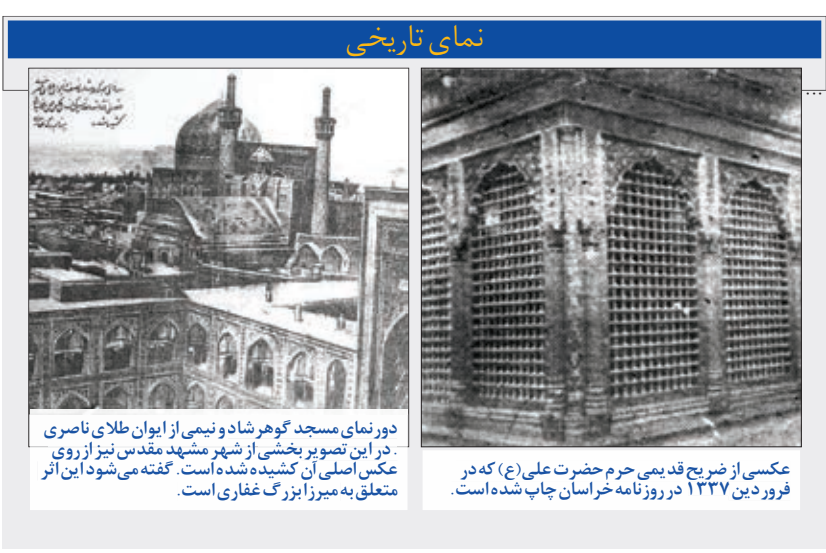 نمای تاریخی
...
عکسی از ضریح قدیمی حرم حضرت علی(ع) که در
فروردین ۱۳۳۷ در روزنامه خراسان چاپ شده است.
دورنمای مسجد گوهرشاد و نیمی از ایوان طلای ناصری
. در این تصویر بخشی از شهر مشهد مقدس نیز از روی
عکس اصلی آن کشیده شده است. گفته می‌شود این اثر
متعلق به میرزا بزرگ غفاری است.